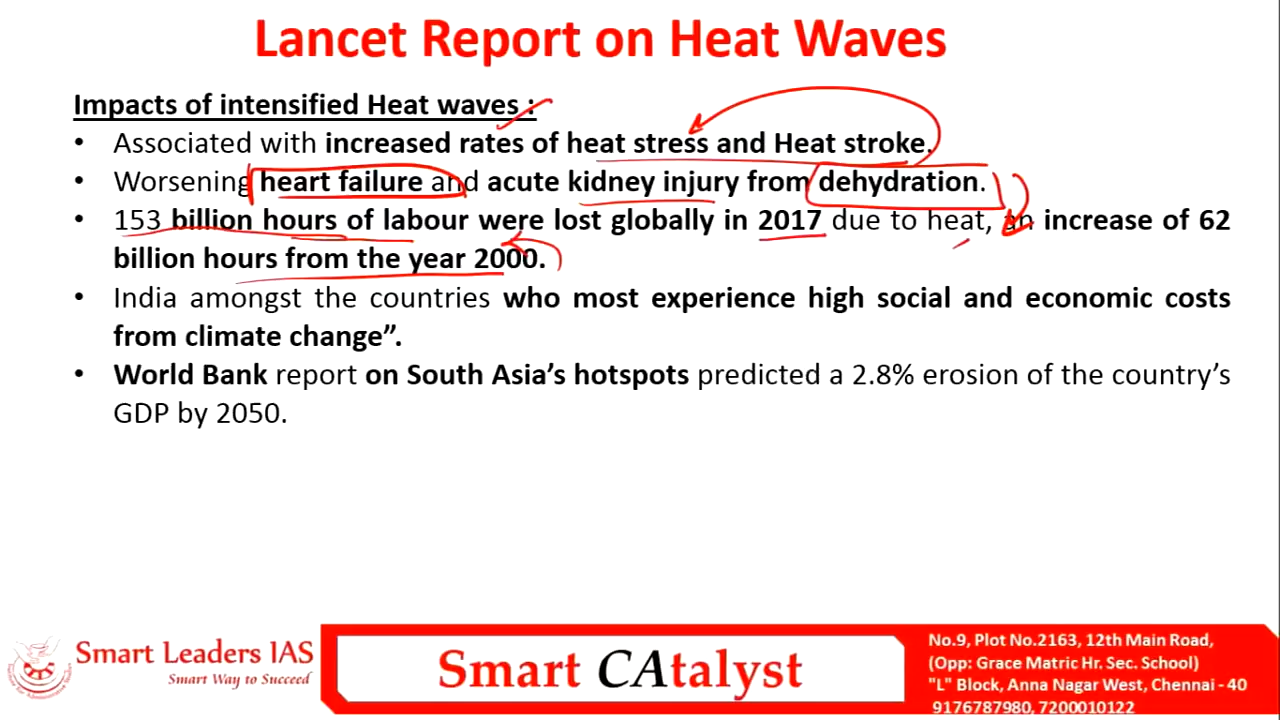 Lancet Report on Heat Waves
Impacts of intensified Heat waves :
• Associated with increased rates of heat stress and Heat stroke.
• Worsening heart failure and acute kidney injury from dehydration.
• 153 billion hours of labour were lost globally in 2017 due to heat, an increase of 62
billion hours from the year 2000.
• India amongst the countries who most experience high social and economic costs
from climate change”.
• World Bank report on South Asia’s hotspots predicted a 2.8% erosion of the country’s
GDP by 2050.
Smart Leaders IAS
Smart Way to Succeed
Smart CAtalyst
No.9, Plot No.2163, 12th Main Road,
(Opp: Grace Matric Hr. Sec. School)
"L" Block, Anna Nagar West, Chennai - 40
9176787980, 7200010122